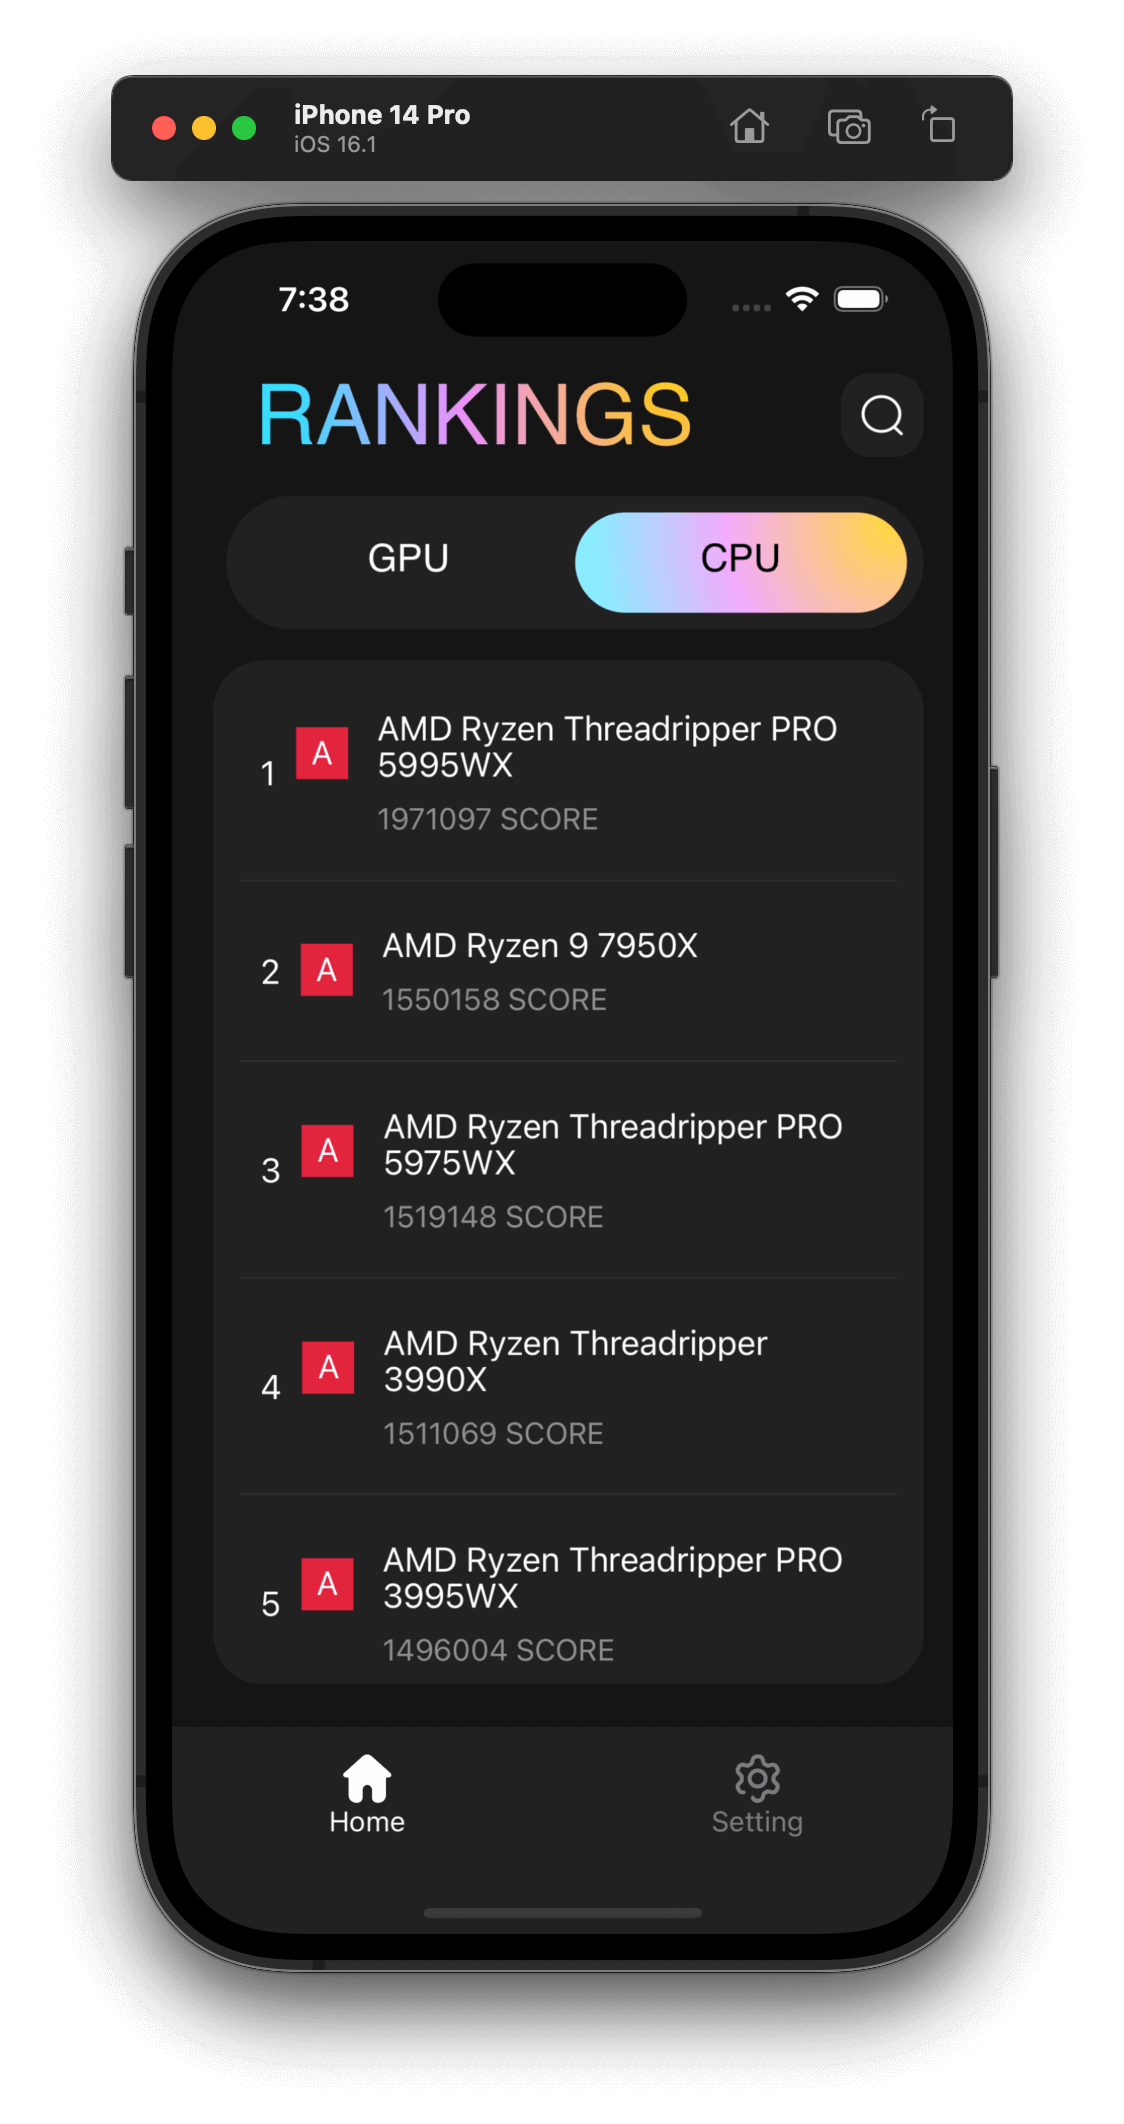 iPhone 14 Pro
iOS 16.1
7:38
RANKINGS
GPU
CPU
1
A
AMD Ryzen Threadripper PRO
5995WX
1971097 SCORE
2
A
AMD Ryzen 9 7950X
1550158 SCORE
3
A
AMD Ryzen Threadripper PRO
5975WX
1519148 SCORE
4
A
AMD Ryzen Threadripper
3990X
1511069 SCORE
5
A
AMD Ryzen Threadripper PRO
3995WX
1496004 SCORE
Home
Setting